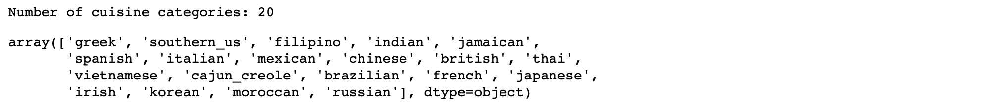 Number of cuisine categories: 20
array(['greek', 'southern_us', 'filipino', 'indian', 'jamaican',
'spanish', 'italian', 'mexican', 'chinese', 'british', 'thai',
'vietnamese', 'cajun_creole', 'brazilian', 'french', 'japanese',
'irish', 'korean', 'moroccan', 'russian'], dtype=object)